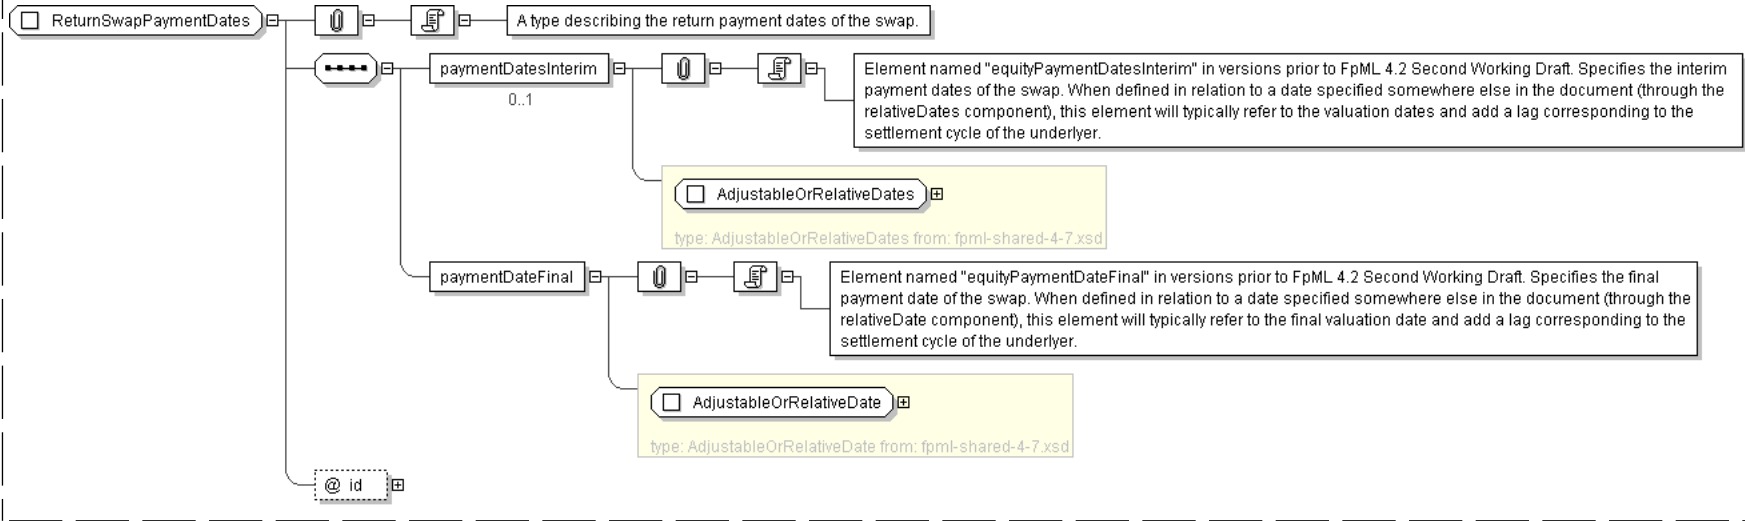 ReturnSwapPaymentDates
A type describing the return payment dates of the swap.
paymentDatesInterim
0..1
Element named "equityPaymentDatesInterim" in versions prior to FpML 4.2 Second Working Draft. Specifies the interim
payment dates of the swap. When defined in relation to a date specified somewhere else in the document (through the
relativeDates component), this element will typically refer to the valuation dates and add a lag corresponding to the
settlement cycle of the underlyer.
AdjustableOrRelativeDates
type: AdjustableOrRelativeDates from: fpml-shared-4-7.xsd
paymentDateFinal
Element named "equityPaymentDateFinal" in versions prior to FpML 4.2 Second Working Draft. Specifies the final
payment date of the swap. When defined in relation to a date specified somewhere else in the document (through the
relativeDate component), this element will typically refer to the final valuation date and add a lag corresponding to the
settlement cycle of the underlyer.
AdjustableOrRelativeDate
type: AdjustableOrRelativeDate from: fpml-shared-4-7.xsd
@ id